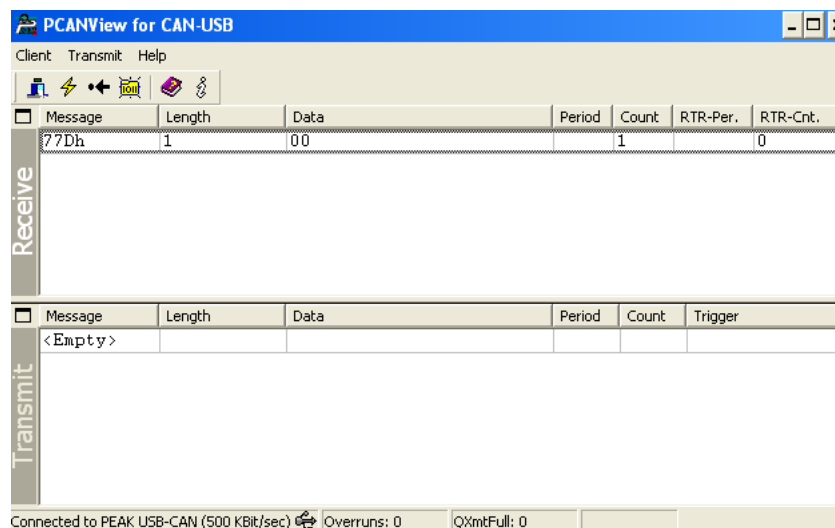 PCANView for CAN-USB
Client Transmit Help
Message Length Data Period Count RTR-Per. RTR-Cnt.
77Dh 1 00 1 0
Receive
Message Length Data Period Count Trigger
<Empty>
Transmit
Connected to PEAK USB-CAN (500 KBit/sec) Overruns: 0 QXmtFull: 0